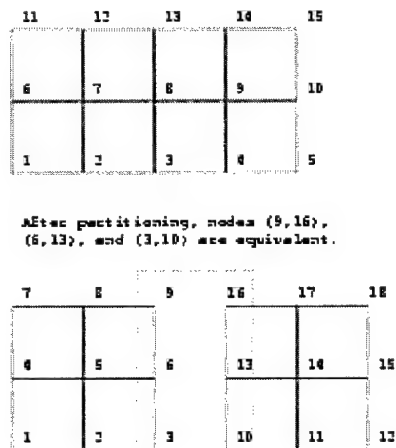 11 12 13 14 15
6 7 8 9 10
1 2 3 4 5
After partitioning, nodes (9,16),
(6,13), and (3,10) are equivalent.
7 8 9 16 17 18
4 5 6 13 14 15
1 2 3 10 11 12